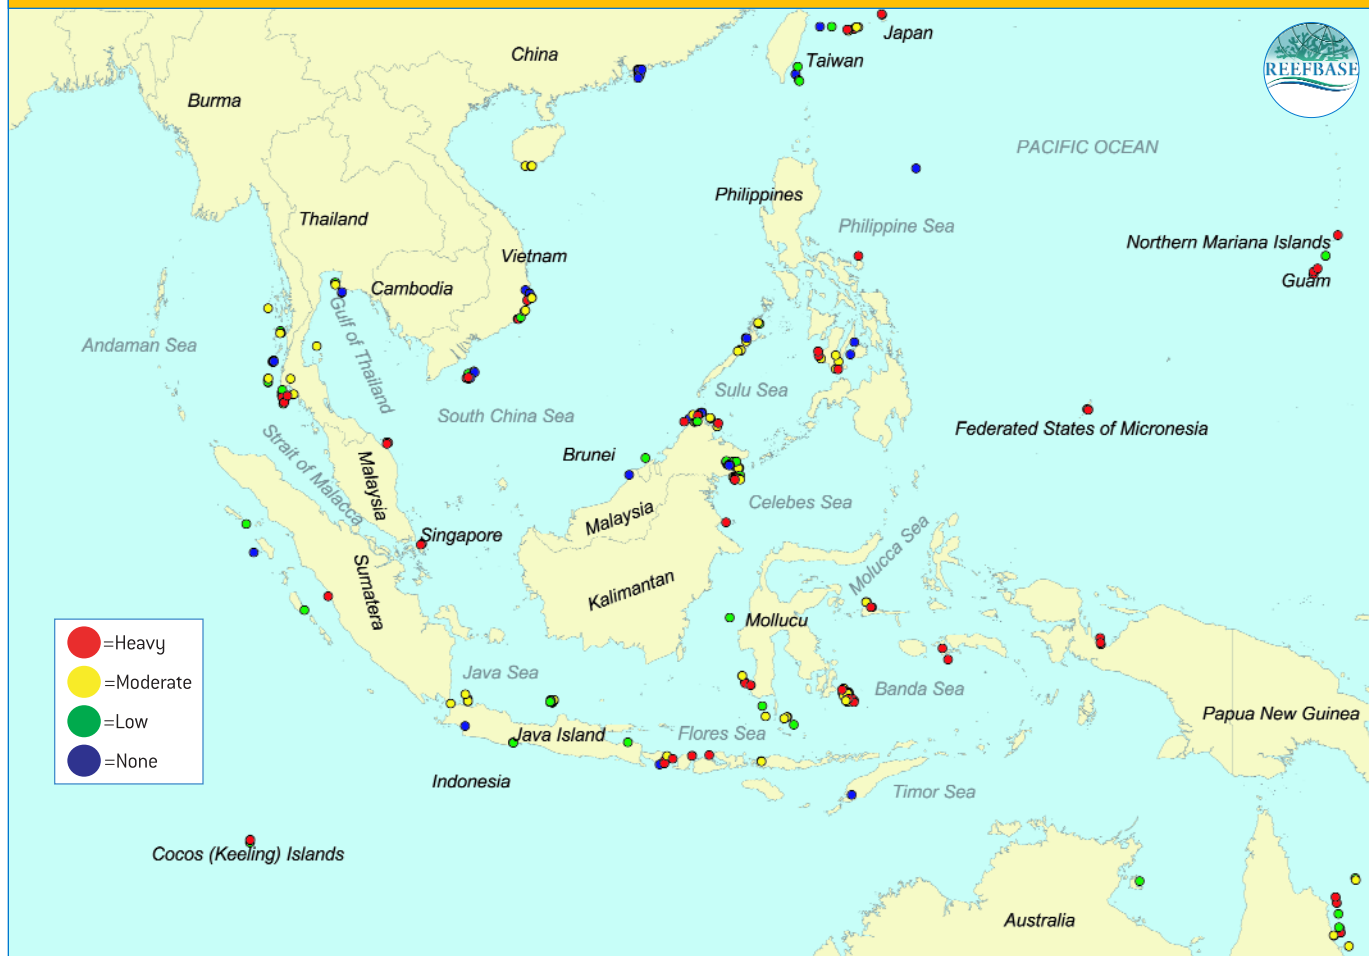 Japan
China
Taiwan
REEFBASE
Burma
PACIFIC OCEAN
Philippines
Thailand
Philippine Sea
Northern Mariana Islands
Vietnam
Guam
Cambodia
Gulf of Thailand
Andaman Sea
Sulu Sea
South China Sea
Federated States of Micronesia
Strait of Malacca
Brunei
Malaysia
Celebes Sea
Malaysia
Singapore
Molucca Sea
Sumatera
Kalimantan
Mollucu
=Heavy
=Moderate
=Low
=None
Java Sea
Banda Sea
Papua New Guinea
Java Island
Flores Sea
Indonesia
Timor Sea
Cocos (Keeling) Islands
Australia